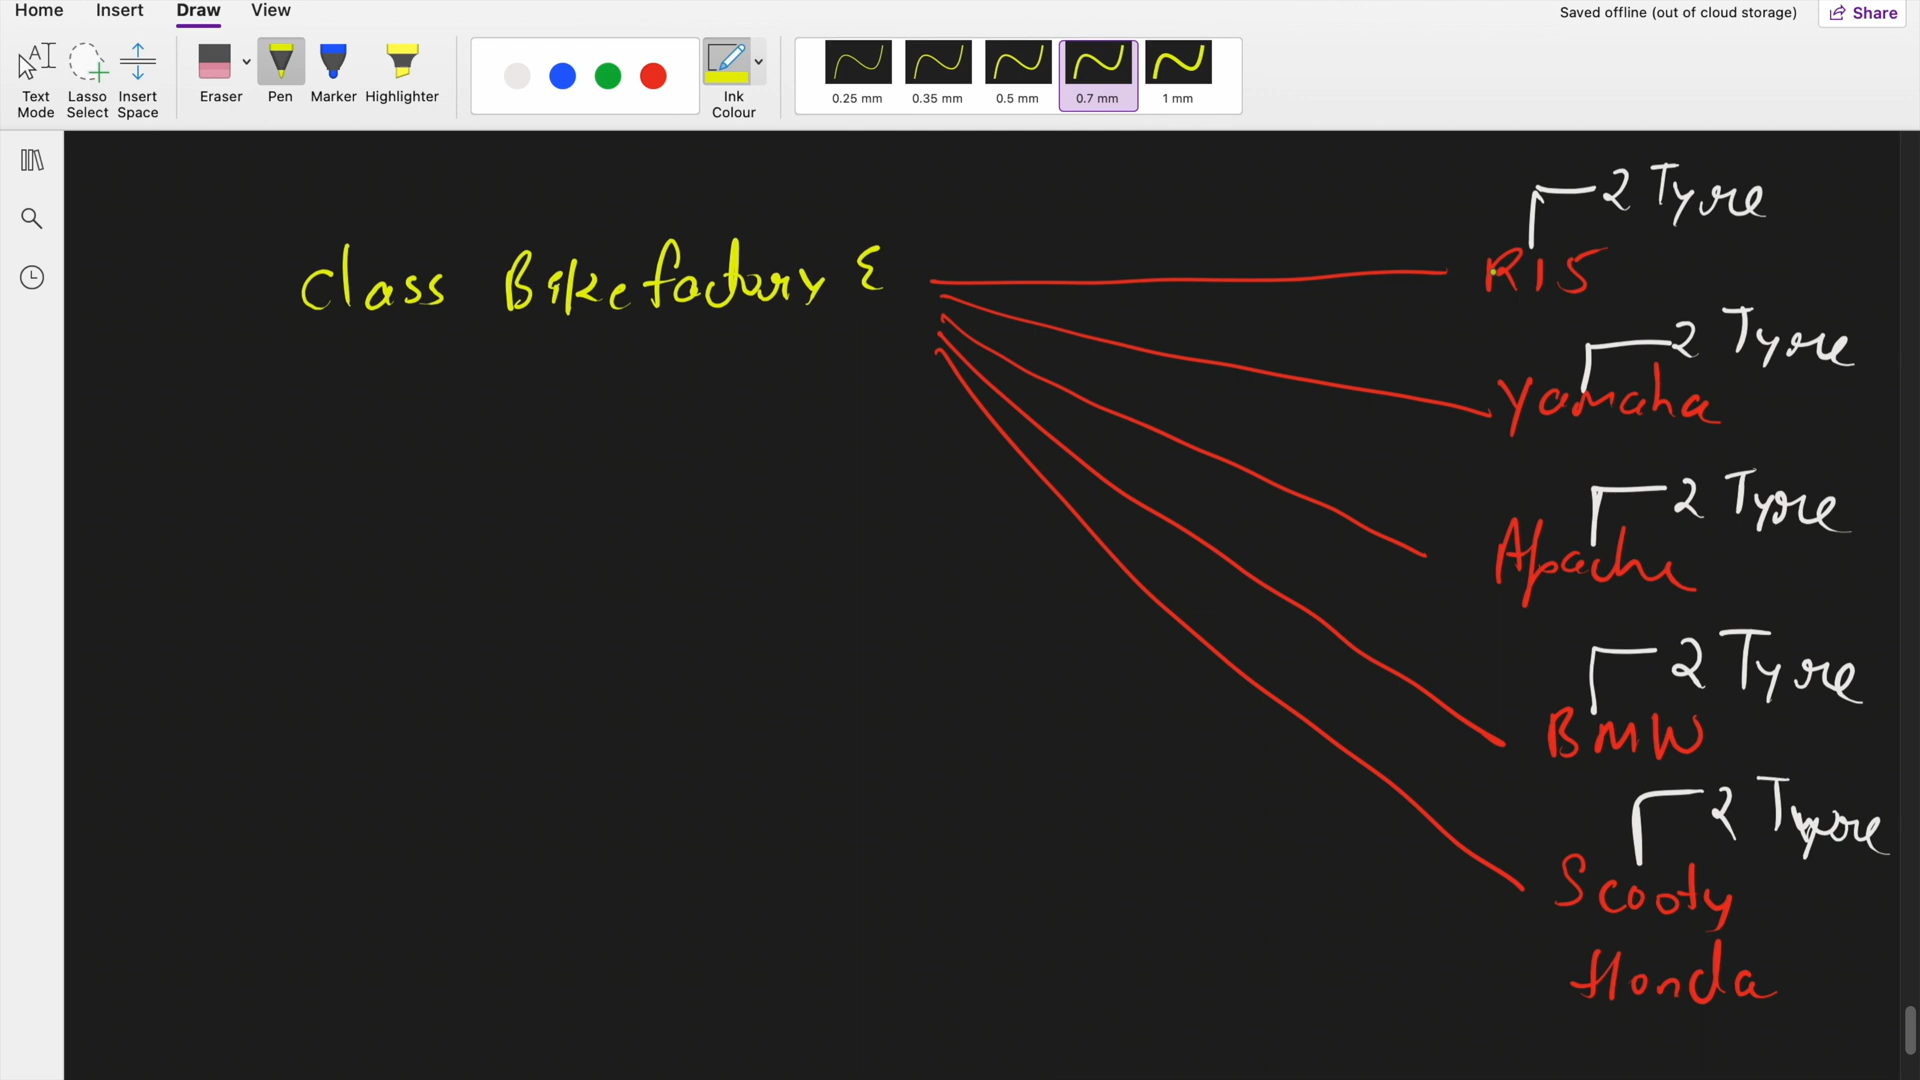 Home Insert Draw View
Saved offline (out of cloud storage) Share
Text Mode
Lasso Select
Insert Space
Eraser
Pen
Marker
Highlighter
Ink Colour
0.25 mm
0.35 mm
0.5 mm
0.7 mm
1 mm
2 Tyre
class Bikefactory {
R15
2 Tyre
Yamaha
2 Tyre
Apache
2 Tyre
BMW
2 Tyre
Scooty
Honda